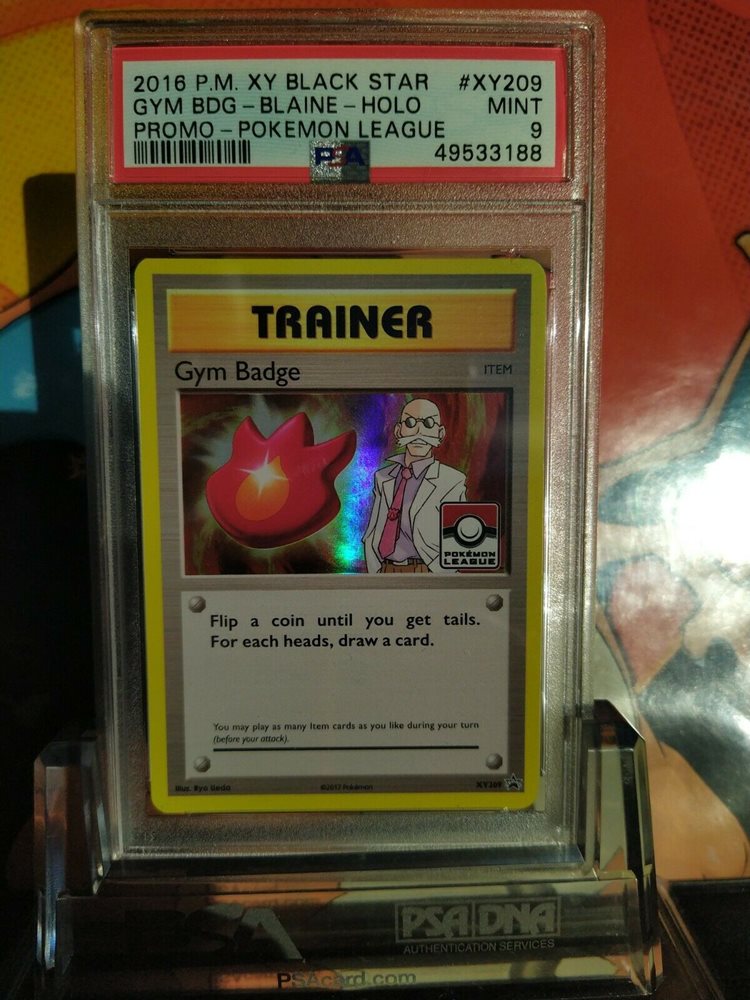 2016 P.M. XY BLACK STAR #XY209
GYM BDG - BLAINE - HOLO MINT
PROMO - POKEMON LEAGUE 9
PSA 49533188
TRAINER
Gym Badge ITEM
POKÉMON
LEAGUE
Flip a coin until you get tails.
For each heads, draw a card.
You may play as many Item cards as you like during your turn
(before your attack).
Illus. Ryo Ueda ©2017 Pokémon XY209
PSA PSA DNA
AUTHENTICATION SERVICES
PSAcard.com